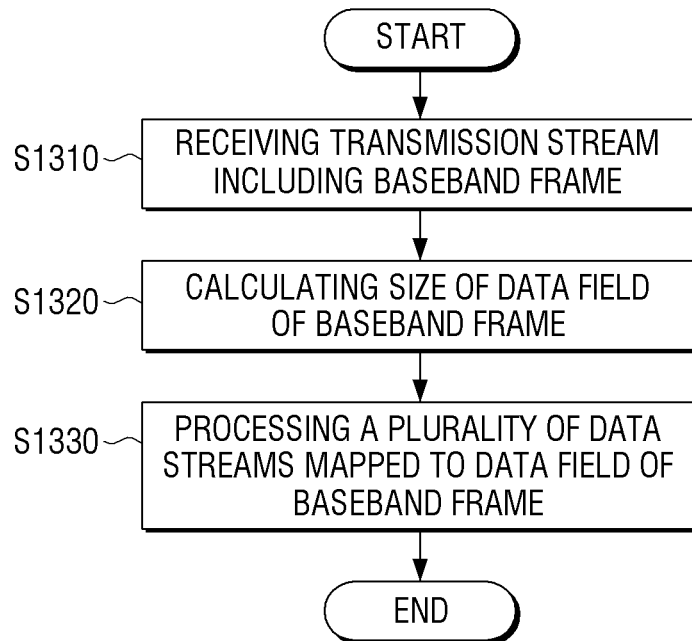 START
S1310
RECEIVING TRANSMISSION STREAM
INCLUDING BASEBAND FRAME
S1320
CALCULATING SIZE OF DATA FIELD
OF BASEBAND FRAME
S1330
PROCESSING A PLURALITY OF DATA
STREAMS MAPPED TO DATA FIELD OF
BASEBAND FRAME
END